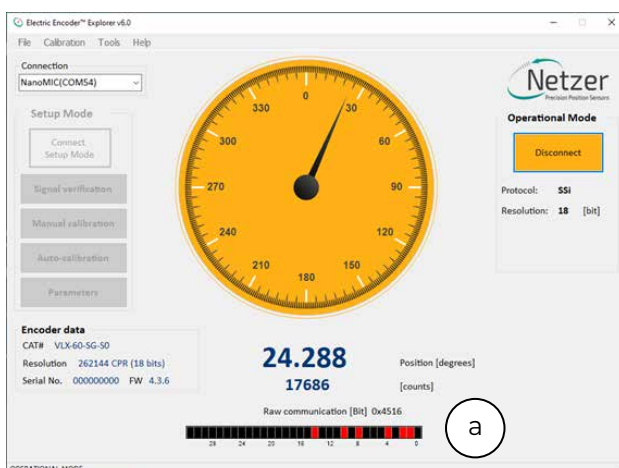 Electric Encoder™ Explorer v6.0
File Calibration Tools Help
Connection
NanoMIC(COM54)
Setup Mode
Connect
Setup Mode
Signal verification
Manual calibration
Auto-calibration
Parameters
0
30
60
90
120
150
180
210
240
270
300
330
Netzer
Precision Position Sensors
Operational Mode
Disconnect
Protocol: SSi
Resolution: 18 [bit]
Encoder data
CAT# VLX-60-SG-S0
Resolution 262144 CPR (18 bits)
Serial No. 000000000 FW 4.3.6
24.288 Position [degrees]
17686 [counts]
Raw communication [Bit] 0x4516
28 24 20 16 12 8 4 0
a
OPERATIONAL MODE